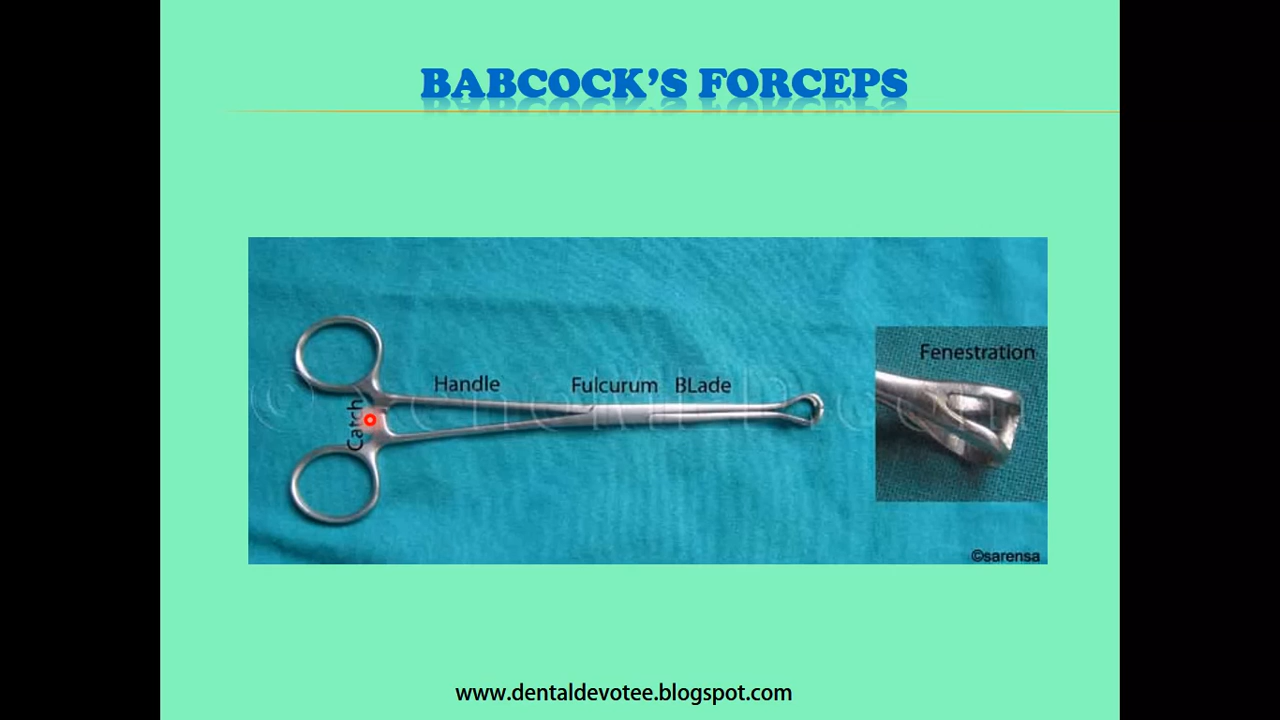 BABCOCK'S FORCEPS
Handle
Fulcurum
BLade
Catch
Fenestration
©sarensa
www.dentaldevotee.blogspot.com